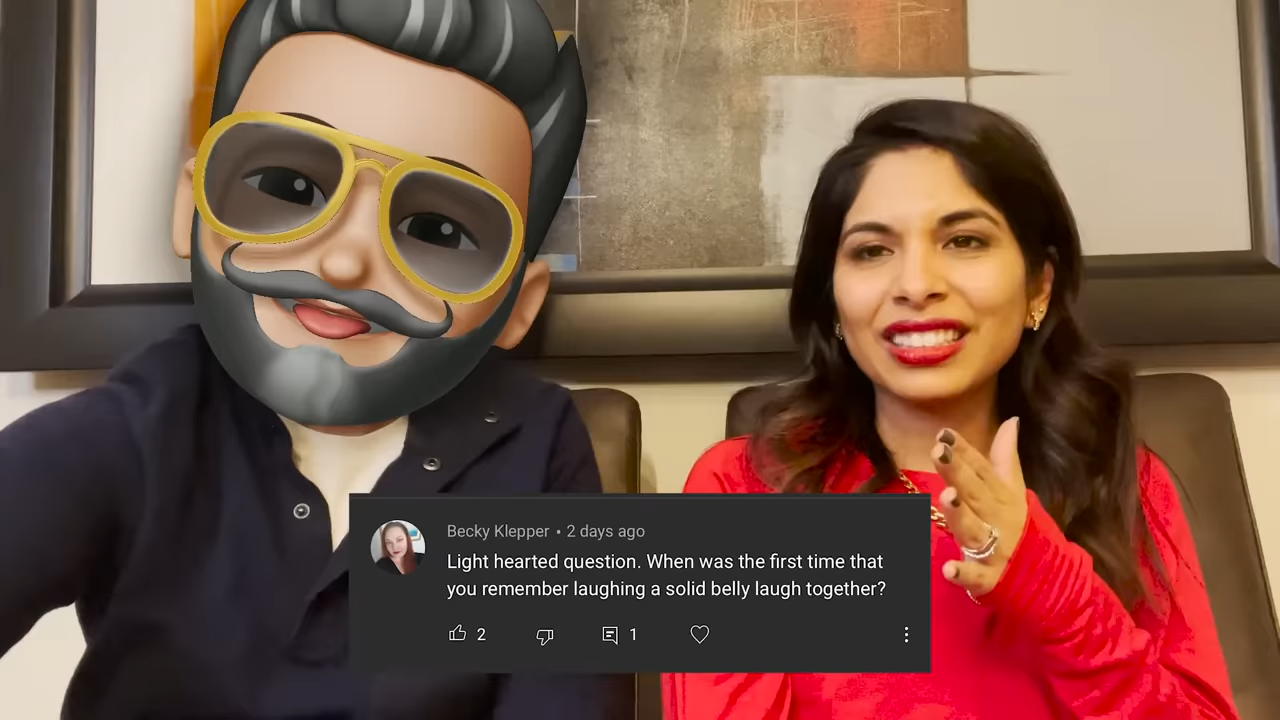 Becky Klepper • 2 days ago
Light hearted question. When was the first time that
you remember laughing a solid belly laugh together?
2
1